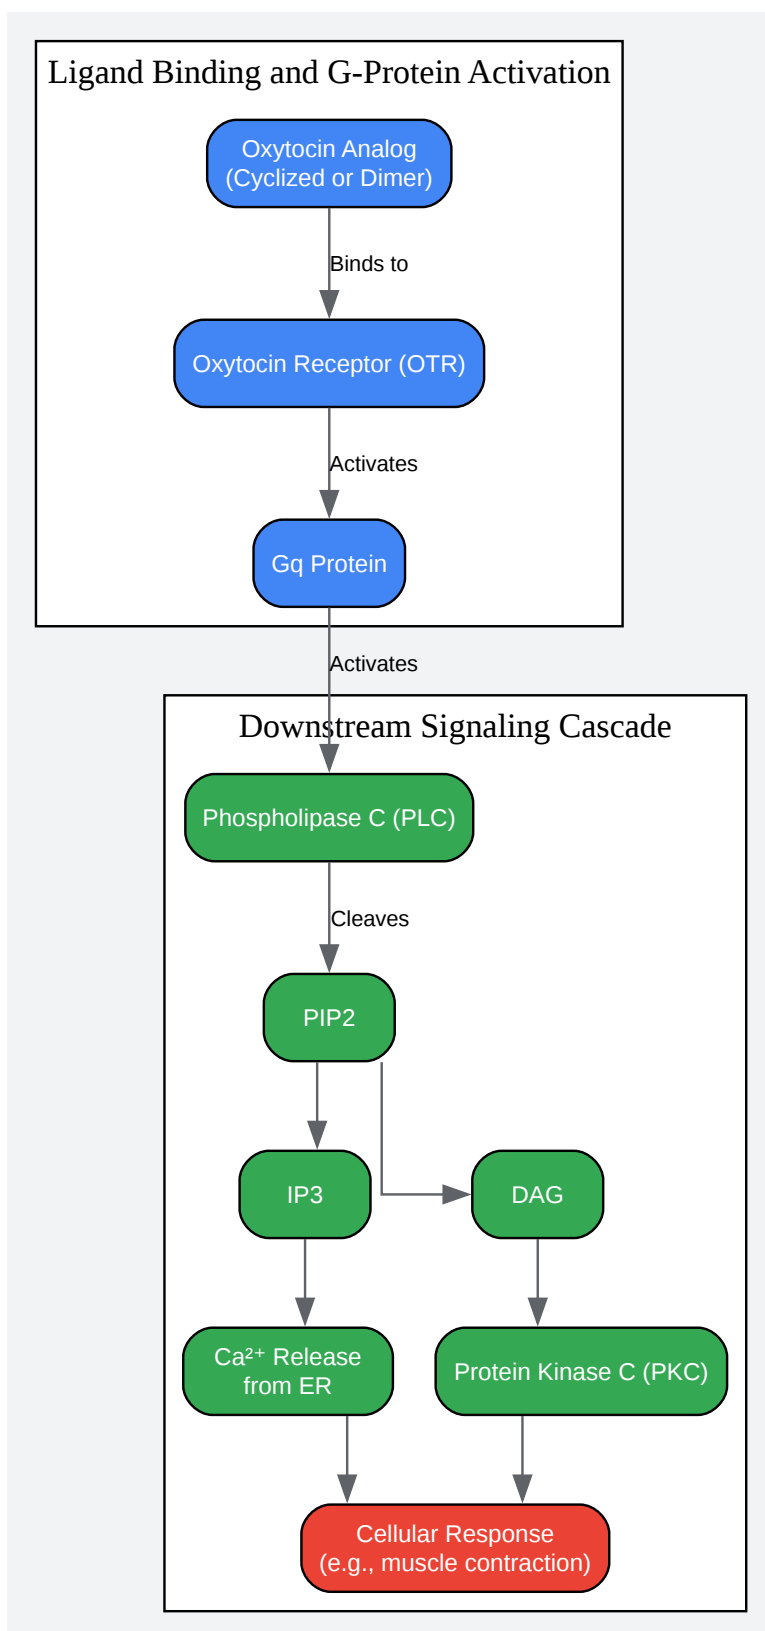 Ligand Binding and G-Protein Activation
Oxytocin Analog
(Cyclized or Dimer)
Binds to
Oxytocin Receptor (OTR)
Activates
Gq Protein
Activates
Downstream Signaling Cascade
Phospholipase C (PLC)
Cleaves
PIP2
IP3
DAG
Ca²⁺ Release
from ER
Protein Kinase C (PKC)
Cellular Response
(e.g., muscle contraction)